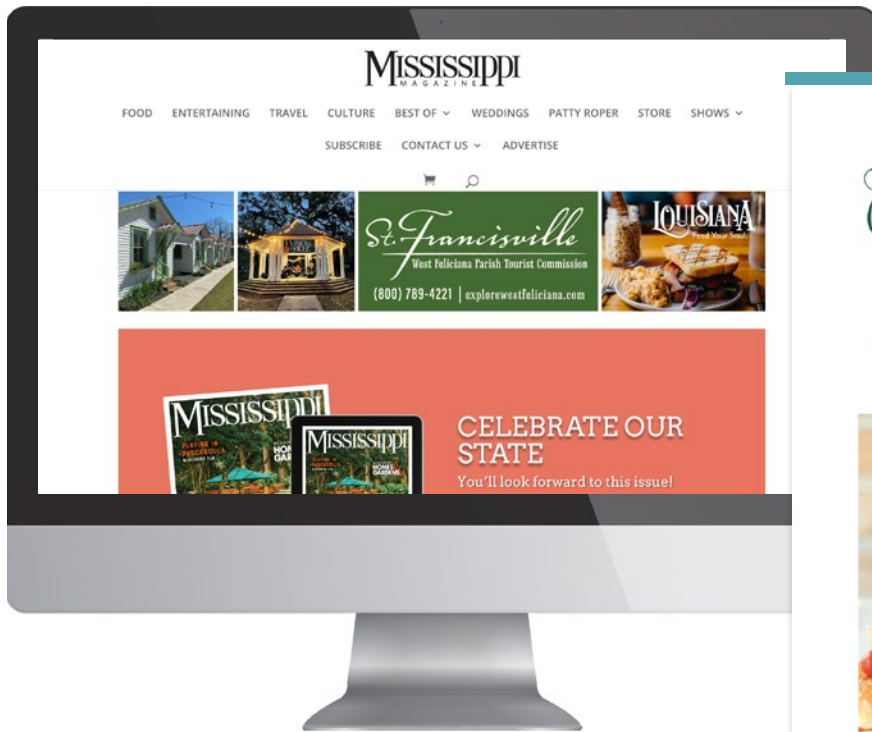 MISSISSIPPI
MAGAZINE
FOOD ENTERTAINING TRAVEL CULTURE BEST OF WEDDINGS PATTY ROPER STORE SHOWS
SUBSCRIBE CONTACT US ADVERTISE
St. Francisville
West Feliciana Parish Tourist Commission
(800) 789-4221 | explorewestfeliciana.com
LOUISIANA
Feed Your Soul.
MISSISSIPPI
PLAYING IN
PASCAGOULA
MISSISSIPPI
HOMES &
GARDENS
CELEBRATE OUR
STATE
You'll look forward to this issue!